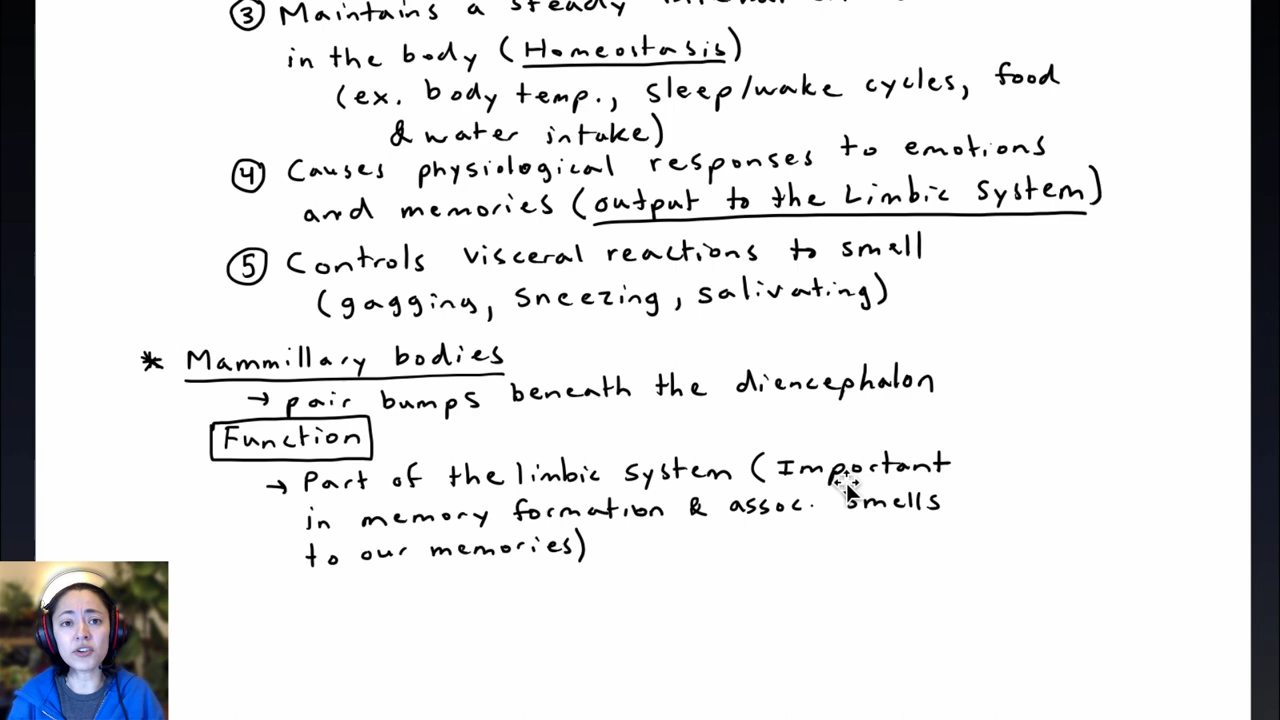 ③ Maintains a steady
in the body (Homeostasis)
(ex. body temp., sleep/wake cycles, food
& water intake)
④ Causes physiological responses to emotions
and memories (output to the Limbic System)
⑤ Controls visceral reactions to smell
(gagging, sneezing, salivating)
* Mammillary bodies
→ pair bumps beneath the diencephalon
Function
→ Part of the limbic system (Important
in memory formation & assoc. smells
to our memories)